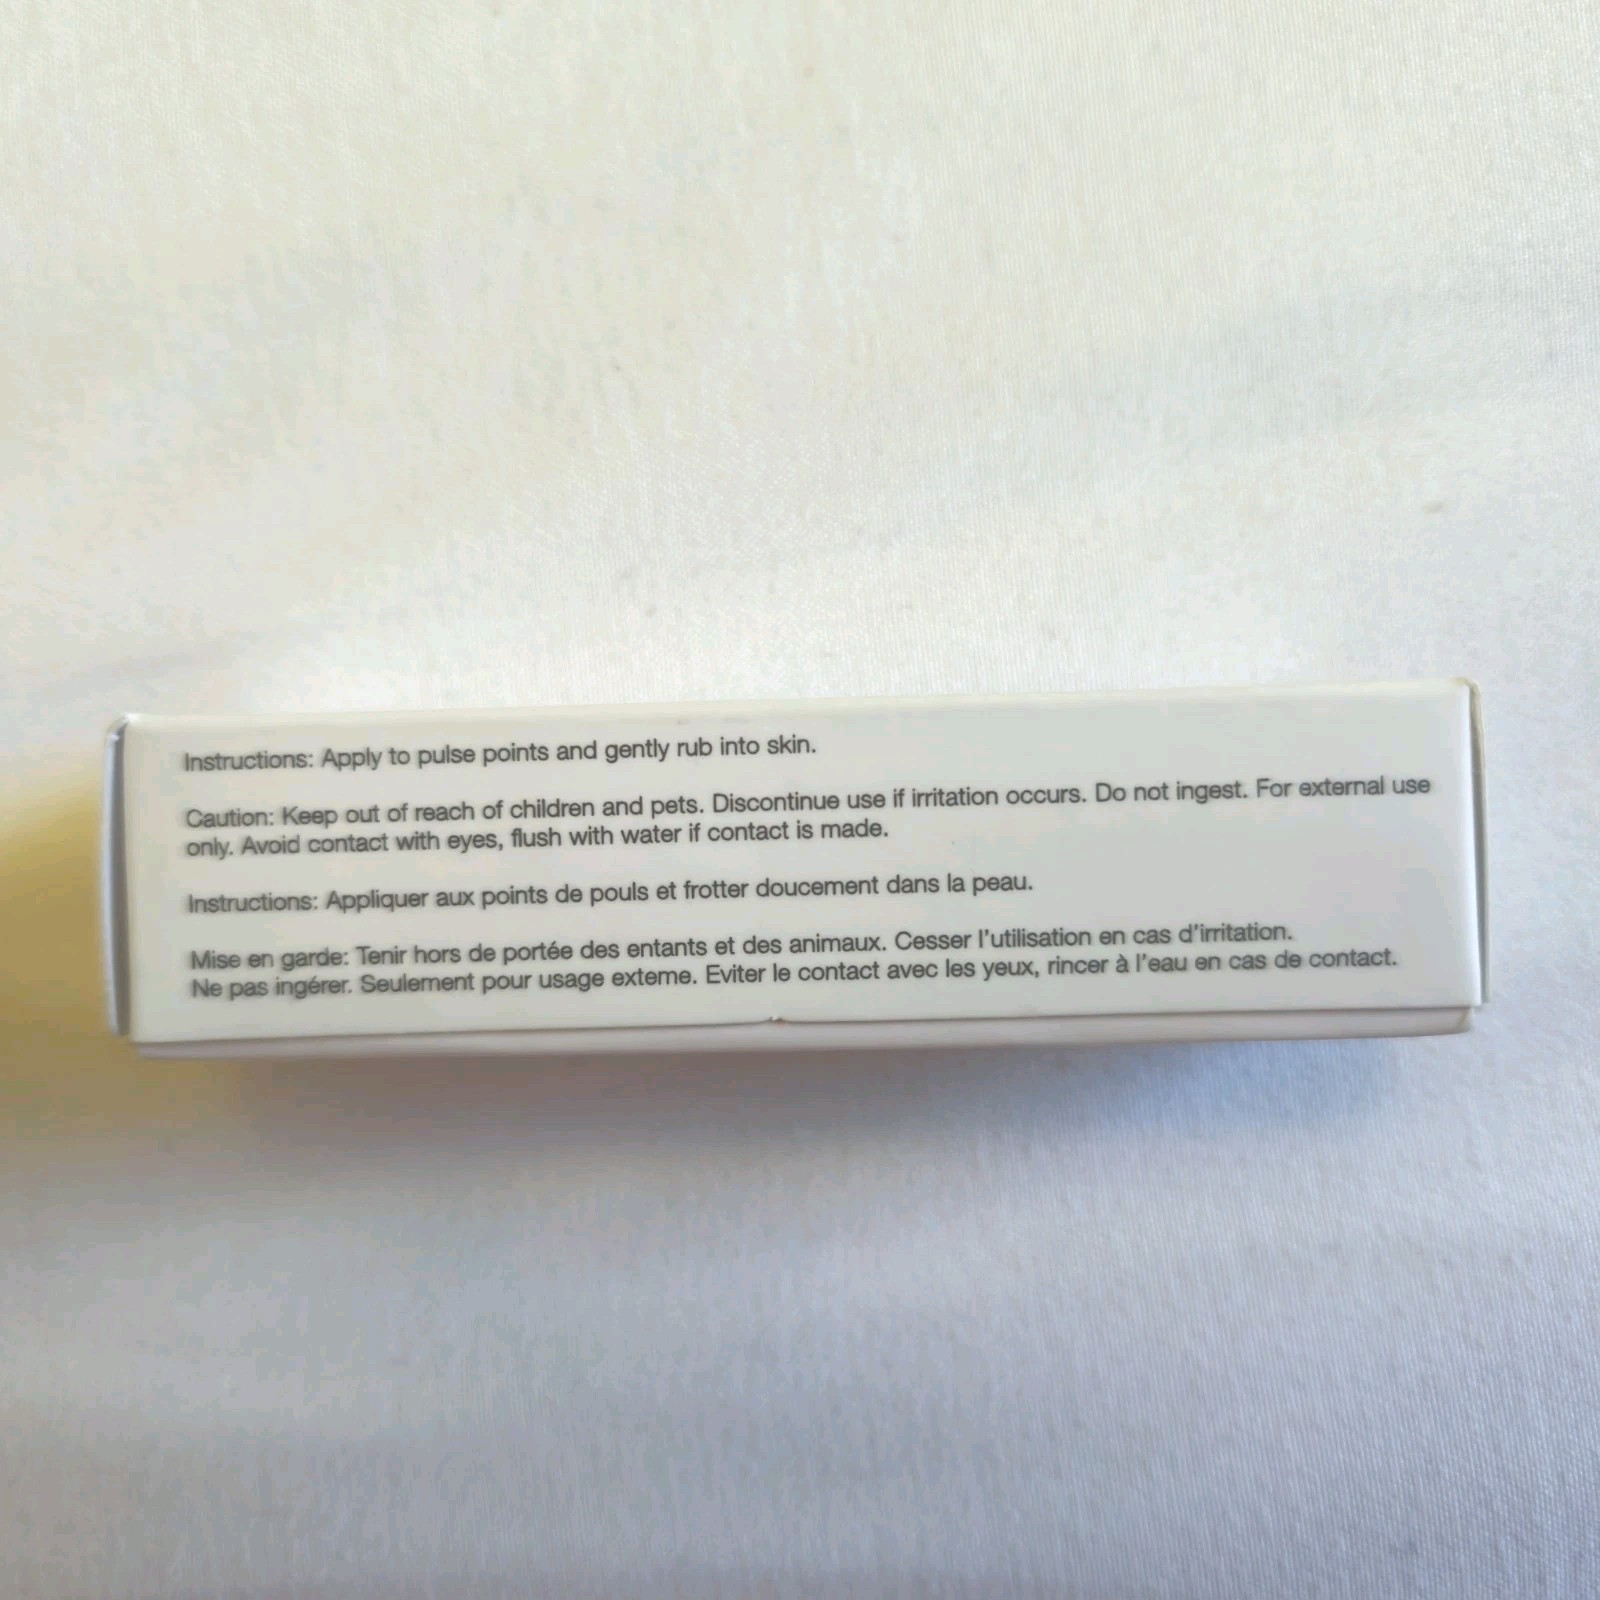 Instructions: Apply to pulse points and gently rub into skin.
Caution: Keep out of reach of children and pets. Discontinue use if irritation occurs. Do not ingest. For external use
only. Avoid contact with eyes, flush with water if contact is made.
Instructions: Appliquer aux points de pouls et frotter doucement dans la peau.
Mise en garde: Tenir hors de portée des entants et des animaux. Cesser l'utilisation en cas d'irritation.
Ne pas ingérer. Seulement pour usage exteme. Eviter le contact avec les yeux, rincer à l'eau en cas de contact.